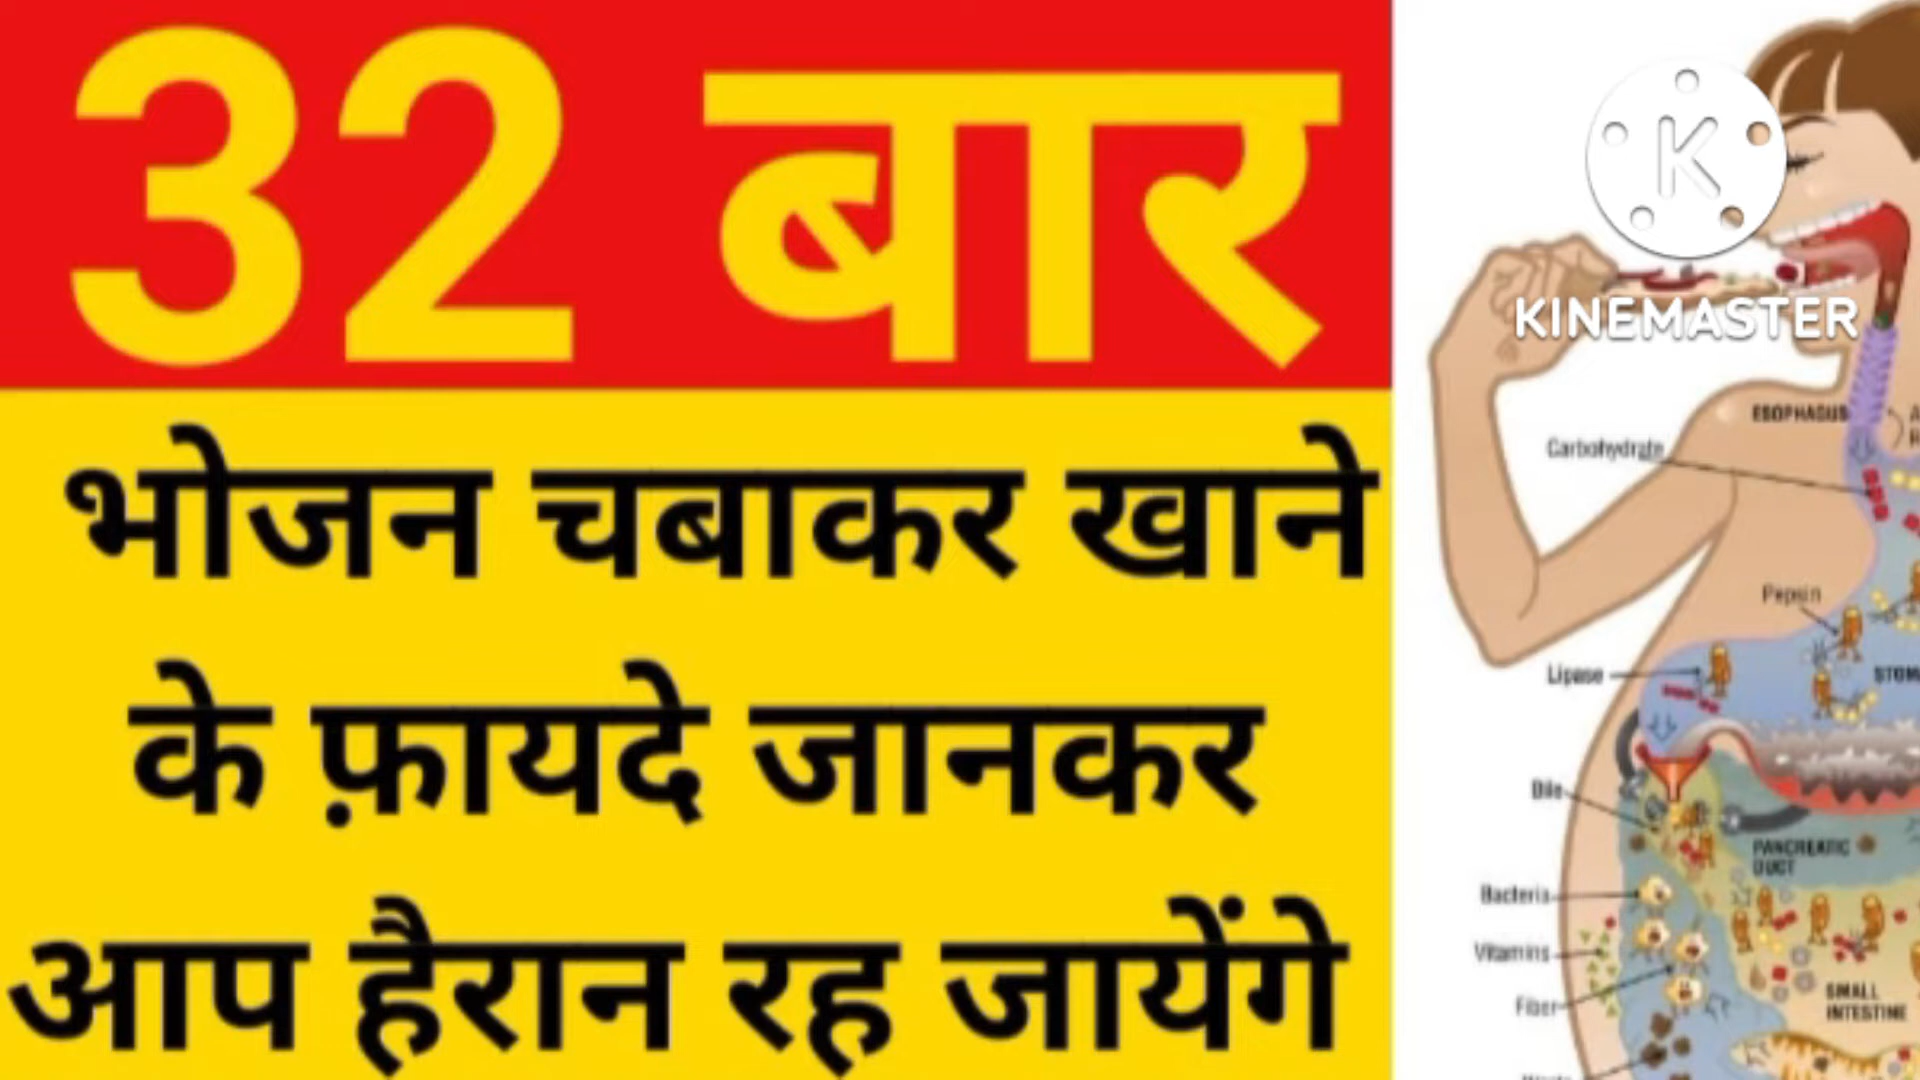 32 बार
भोजन चबाकर खाने
के फ़ायदे जानकर
आप हैरान रह जायेंगे
K
KINEMASTER
ESOPHAGUS
Carbohydrate
Pepsin
Lipase
STOM
Bile
PANCREATIC
DUCT
Bacteria
Vitamins
Fiber
SMALL
INTESTINE